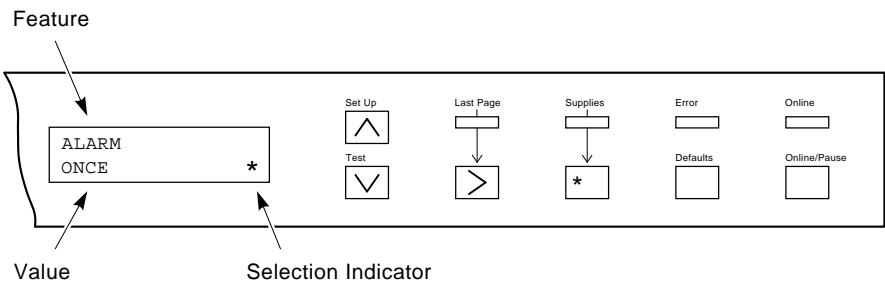 Feature
Set Up
Last Page
Supplies
Error
Online
ALARM
ONCE *
Test
Defaults
Online/Pause
*
Value
Selection Indicator